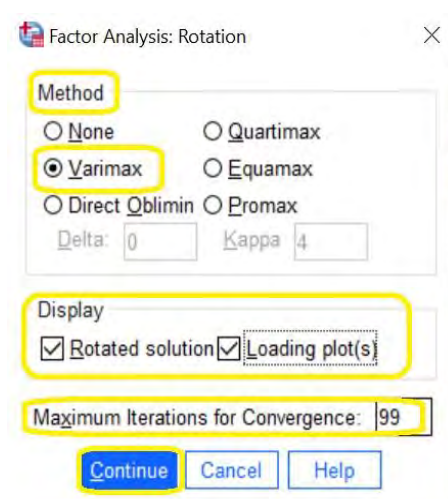 Factor Analysis: Rotation
Method
None Quartimax
Varimax Equamax
Direct Oblimin Promax
Delta: 0 Kappa 4
Display
Rotated solution Loading plot(s)
Maximum Iterations for Convergence: 99
Continue Cancel Help